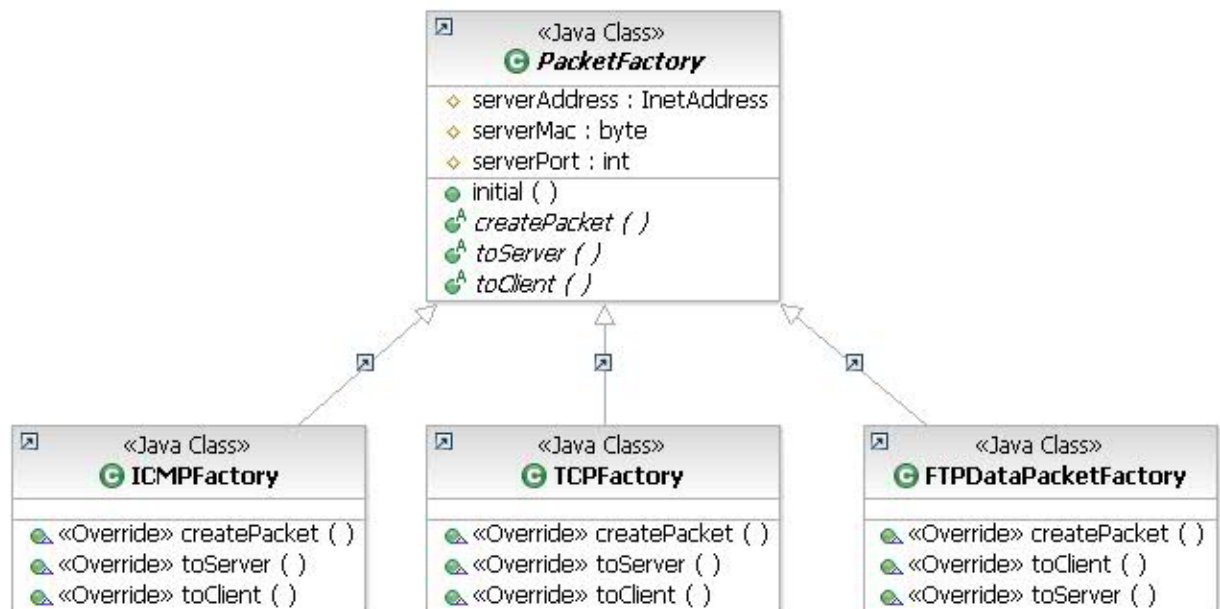 «Java Class»
PacketFactory
serverAddress : InetAddress
serverMac : byte
serverPort : int
initial ( )
createPacket ( )
toServer ( )
toClient ( )
«Java Class»
ICMPFactory
«Override» createPacket ( )
«Override» toServer ( )
«Override» toClient ( )
«Java Class»
TCPFactory
«Override» createPacket ( )
«Override» toServer ( )
«Override» toClient ( )
«Java Class»
FTPDataPacketFactory
«Override» createPacket ( )
«Override» toClient ( )
«Override» toServer ( )